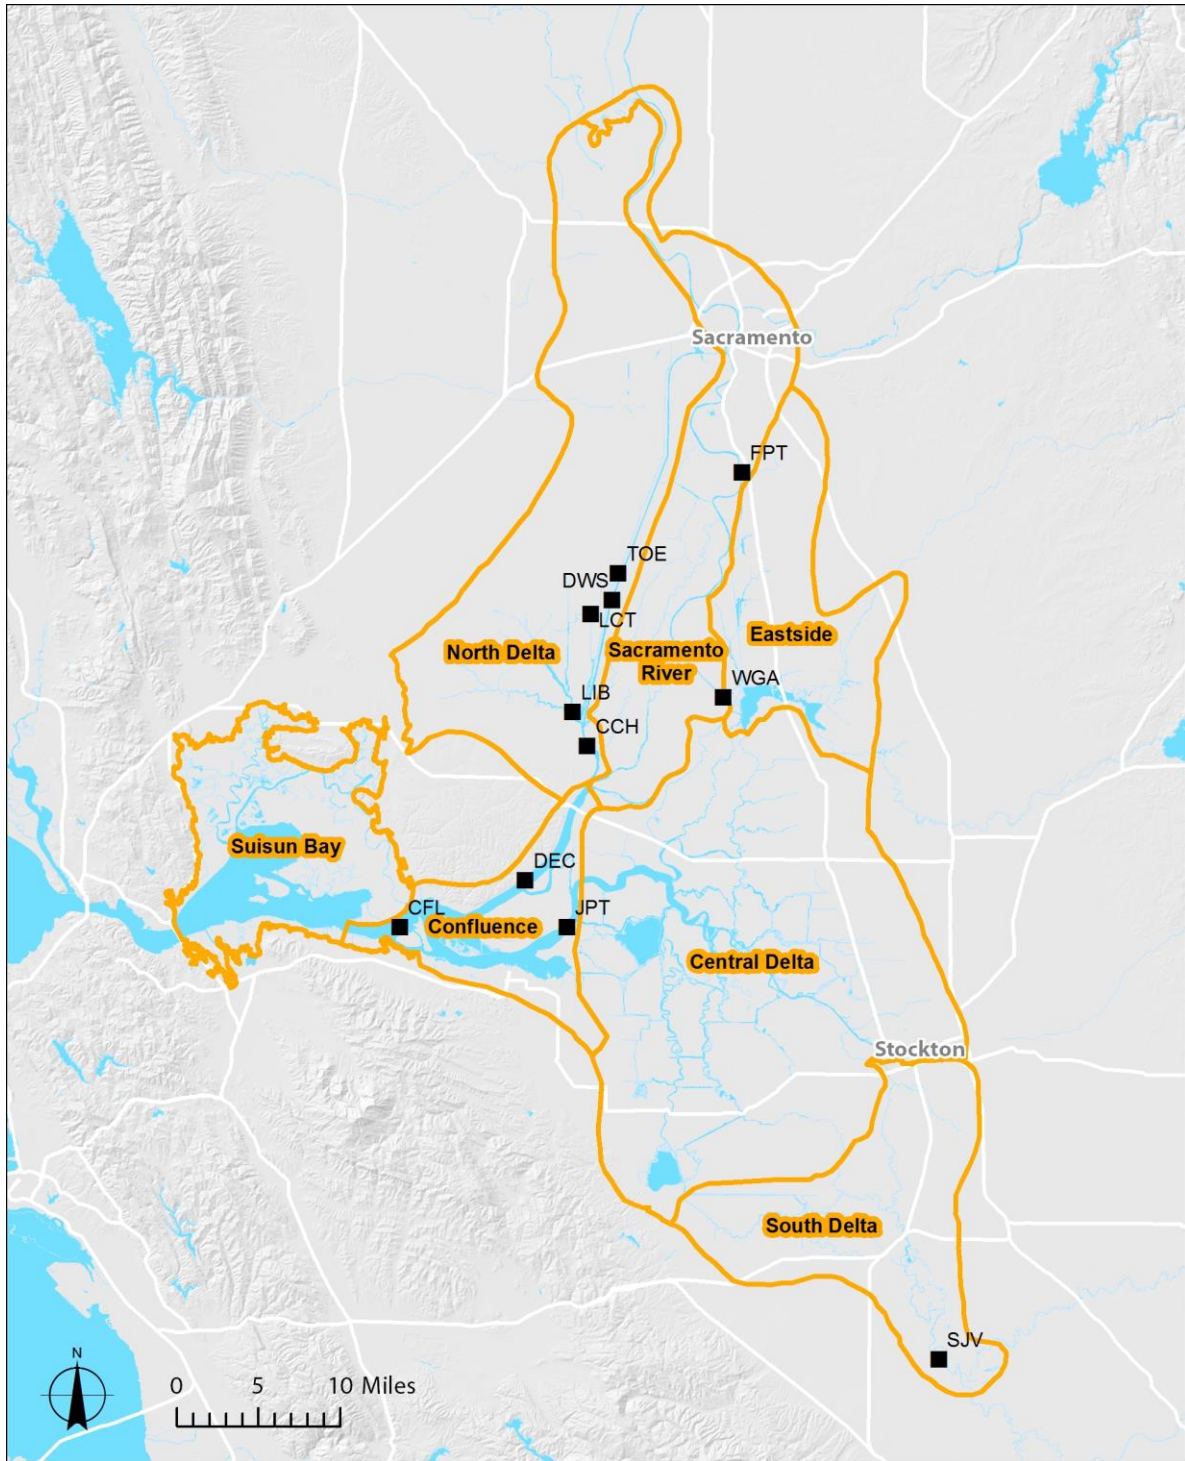 Sacramento
FPT
TOE
DWS
LCT
North Delta
Sacramento
River
Eastside
LIB
WGA
CCH
Suisun Bay
DEC
CFL
Confluence
JPT
Central Delta
Stockton
South Delta
SJV
N
0 5 10 Miles